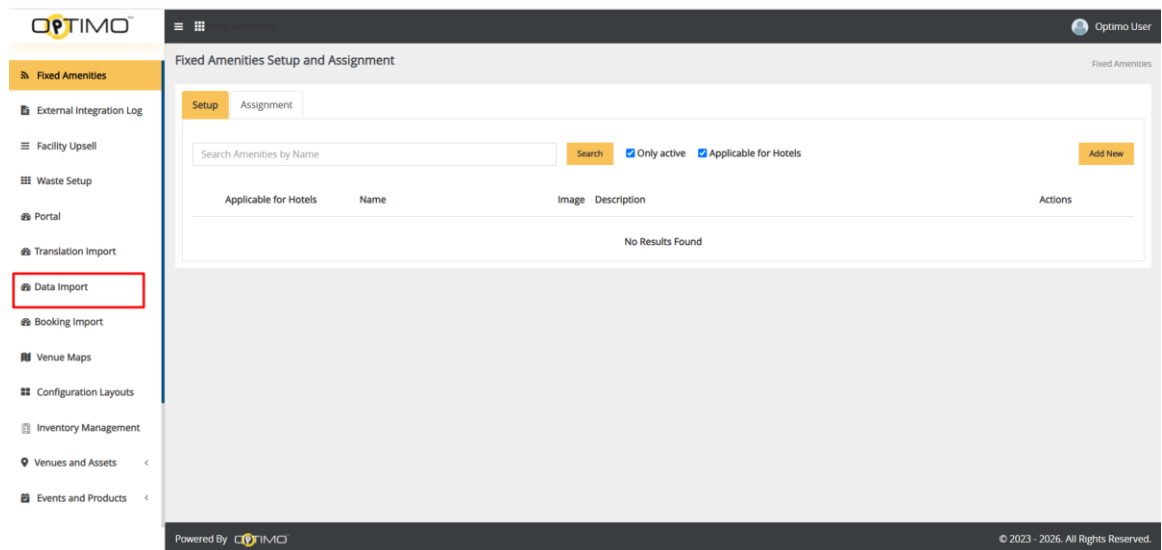 OPTIMO™
Optimo User
Fixed Amenities
External Integration Log
Facility Upsell
Waste Setup
Portal
Translation Import
Data Import
Booking Import
Venue Maps
Configuration Layouts
Inventory Management
Venues and Assets
Events and Products
Fixed Amenities Setup and Assignment
Fixed Amenities
Setup Assignment
Search Amenities by Name Search Only active Applicable for Hotels Add New
Applicable for Hotels Name Image Description Actions
No Results Found
Powered By OPTIMO © 2023 - 2026. All Rights Reserved.